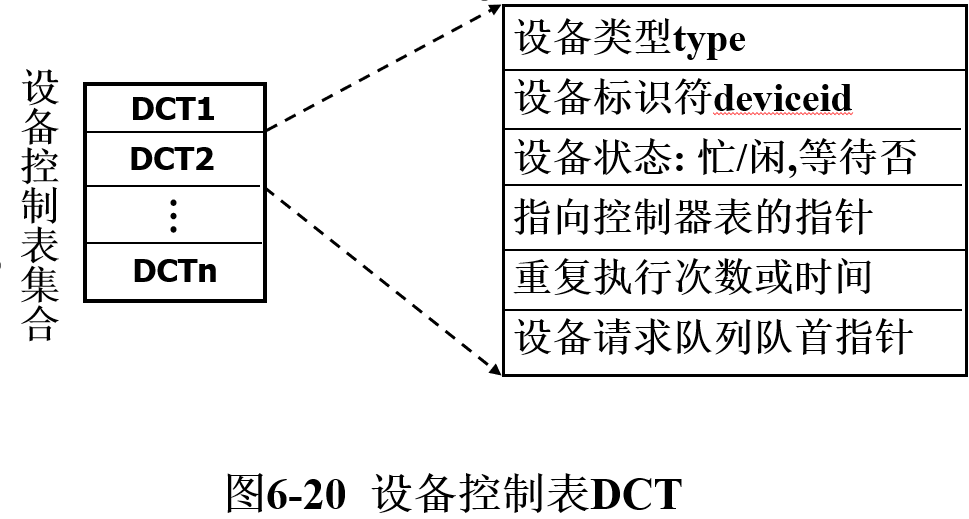 设备控制表集合
DCT1
DCT2
⋮
DCTn
设备类型type
设备标识符deviceid
设备状态: 忙/闲,等待否
指向控制器表的指针
重复执行次数或时间
设备请求队列队首指针
图6-20 设备控制表DCT